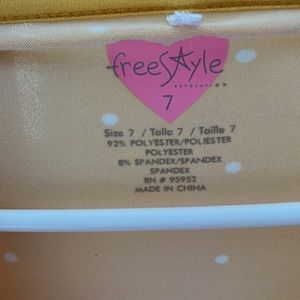 freeStyle
REVOLUTION
7
Size 7 / Talla 7 / Taille 7
92% POLYESTER/POLIESTER
POLYESTER
8% SPANDEX/SPANDEX
SPANDEX
RN # 95952
MADE IN CHINA